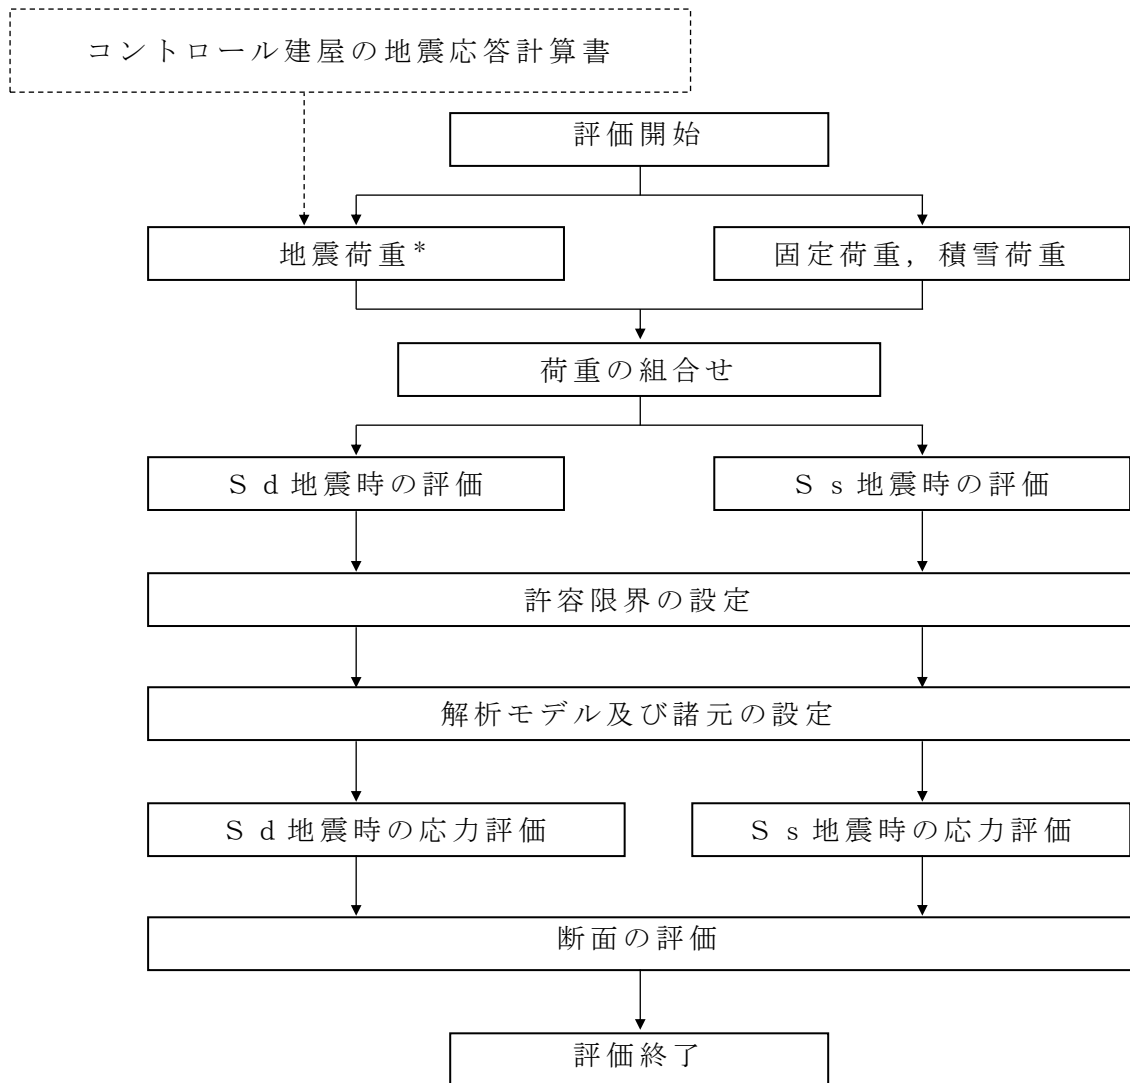 コントロール建屋の地震応答計算書
評価開始
地震荷重*
固定荷重，積雪荷重
荷重の組合せ
Ｓｄ地震時の評価
Ｓｓ地震時の評価
許容限界の設定
解析モデル及び諸元の設定
Ｓｄ地震時の応力評価
Ｓｓ地震時の応力評価
断面の評価
評価終了